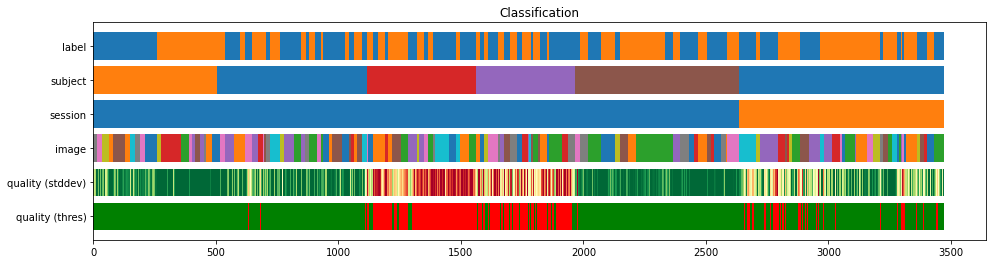 Classification
label
subject
session
image
quality (stddev)
quality (thres)
0 500 1000 1500 2000 2500 3000 3500